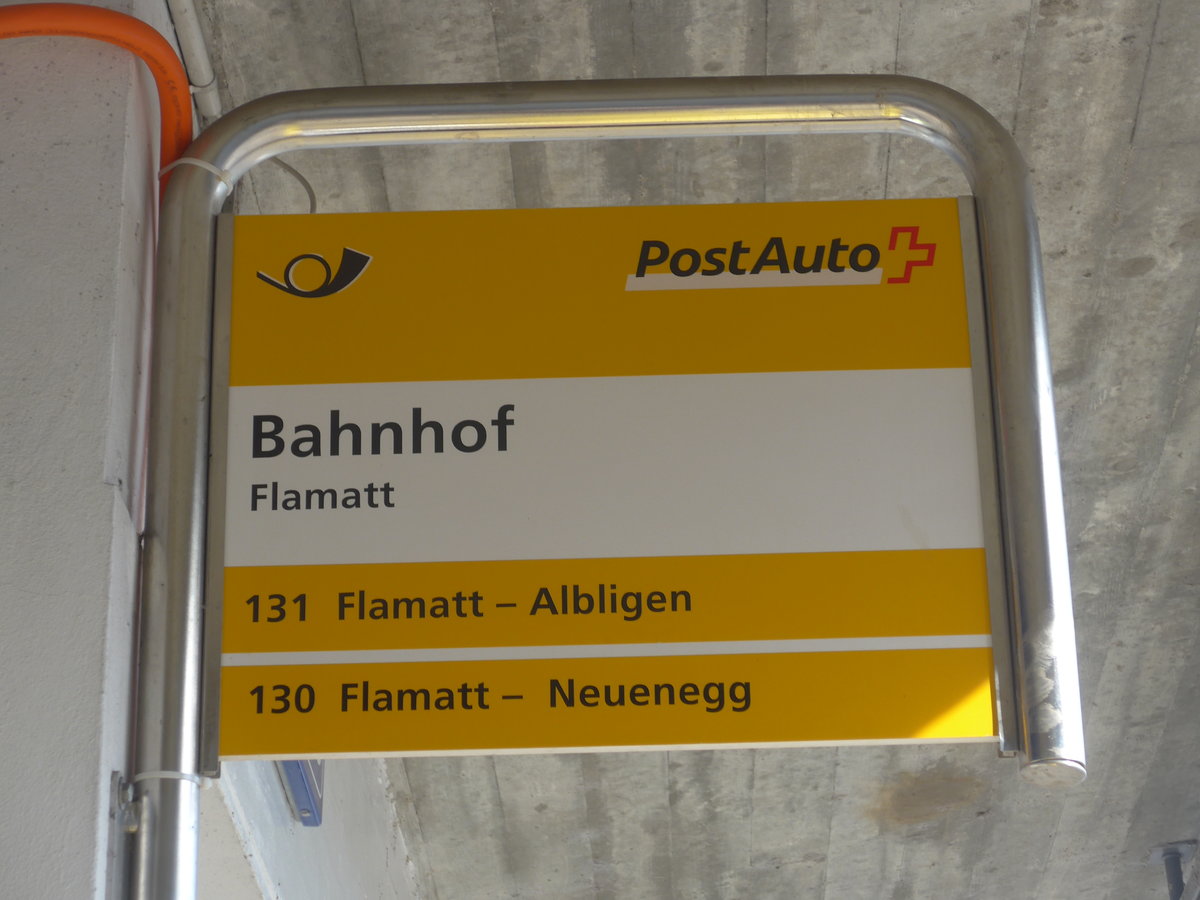 PostAuto
Bahnhof
Flamatt
131 Flamatt – Albligen
130 Flamatt – Neuenegg